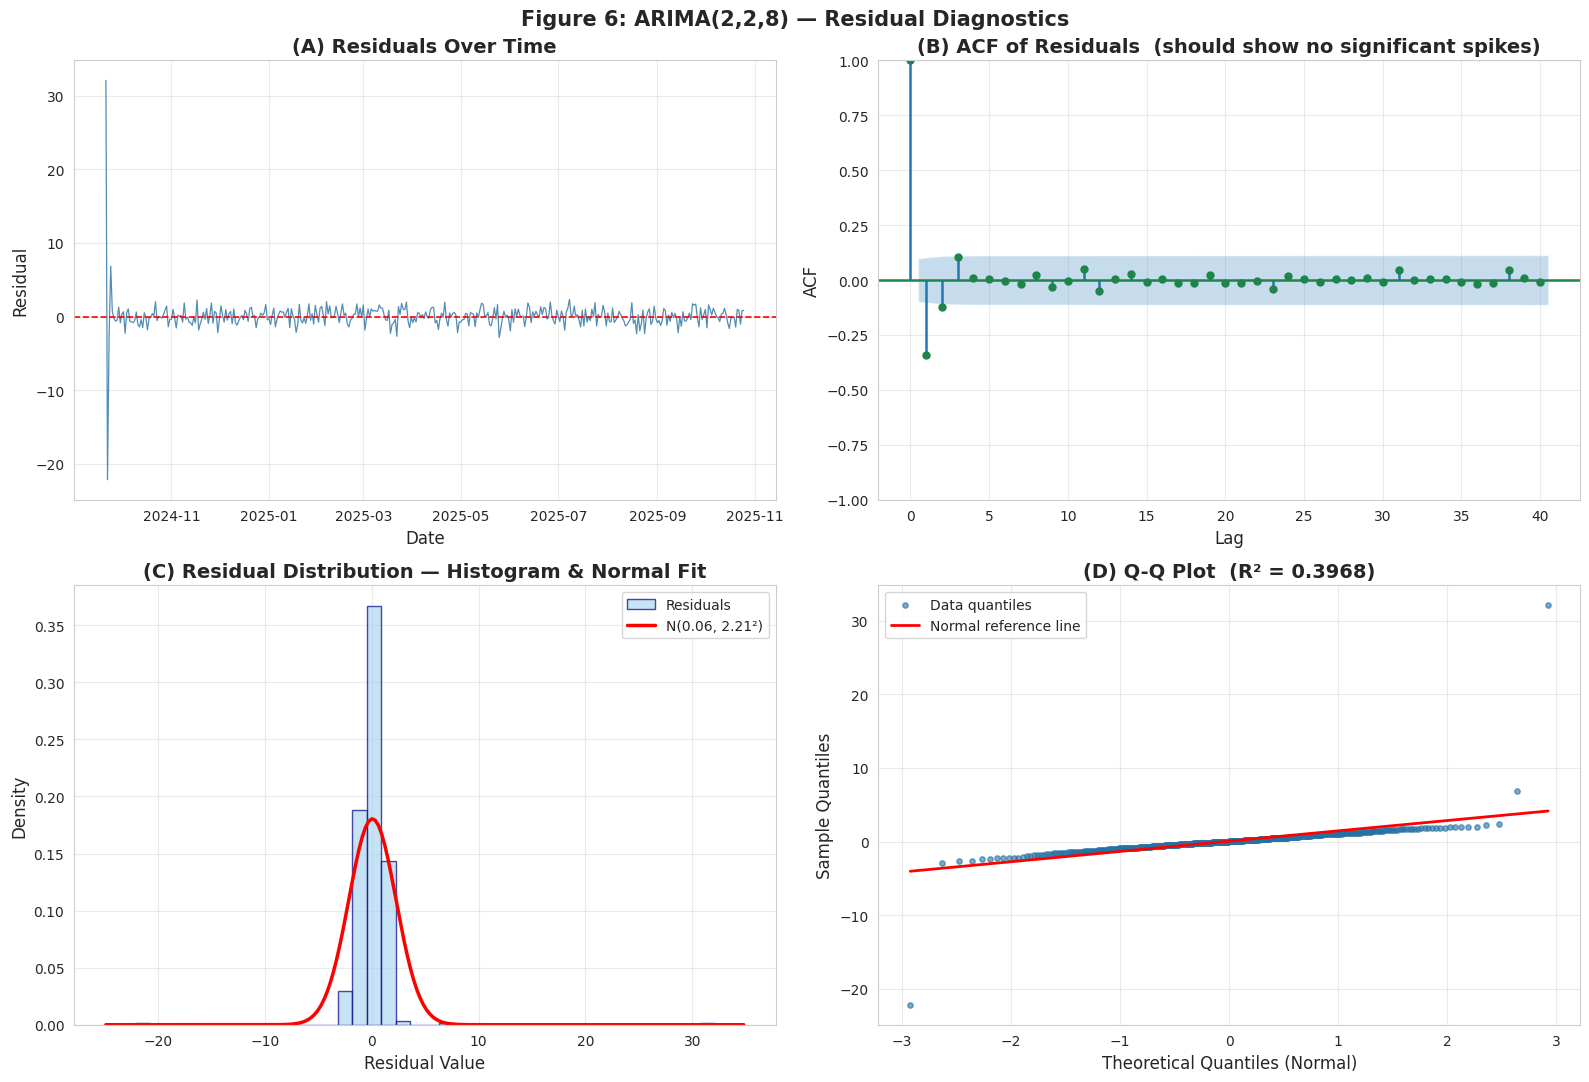 Figure 6: ARIMA(2,2,8) — Residual Diagnostics
(A) Residuals Over Time
30
20
10
0
−10
−20
Residual
2024-11 2025-01 2025-03 2025-05 2025-07 2025-09 2025-11
Date
(B) ACF of Residuals  (should show no significant spikes)
1.00
0.75
0.50
0.25
0.00
−0.25
−0.50
−0.75
−1.00
ACF
0 5 10 15 20 25 30 35 40
Lag
(C) Residual Distribution — Histogram & Normal Fit
Residuals
N(0.06, 2.21²)
0.35
0.30
0.25
0.20
0.15
0.10
0.05
0.00
Density
−20 −10 0 10 20 30
Residual Value
(D) Q-Q Plot  (R² = 0.3968)
Data quantiles
Normal reference line
30
20
10
0
−10
−20
Sample Quantiles
−3 −2 −1 0 1 2 3
Theoretical Quantiles (Normal)